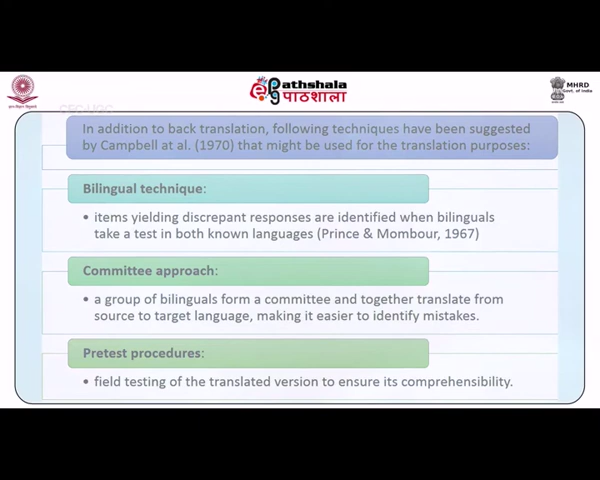 Pathshala
पाठशाला
MHRD
Govt. of India
CEC-UGC
In addition to back translation, following techniques have been suggested
by Campbell at al. (1970) that might be used for the translation purposes:
Bilingual technique:
• items yielding discrepant responses are identified when bilinguals
take a test in both known languages (Prince & Mombour, 1967)
Committee approach:
• a group of bilinguals form a committee and together translate from
source to target language, making it easier to identify mistakes.
Pretest procedures:
• field testing of the translated version to ensure its comprehensibility.